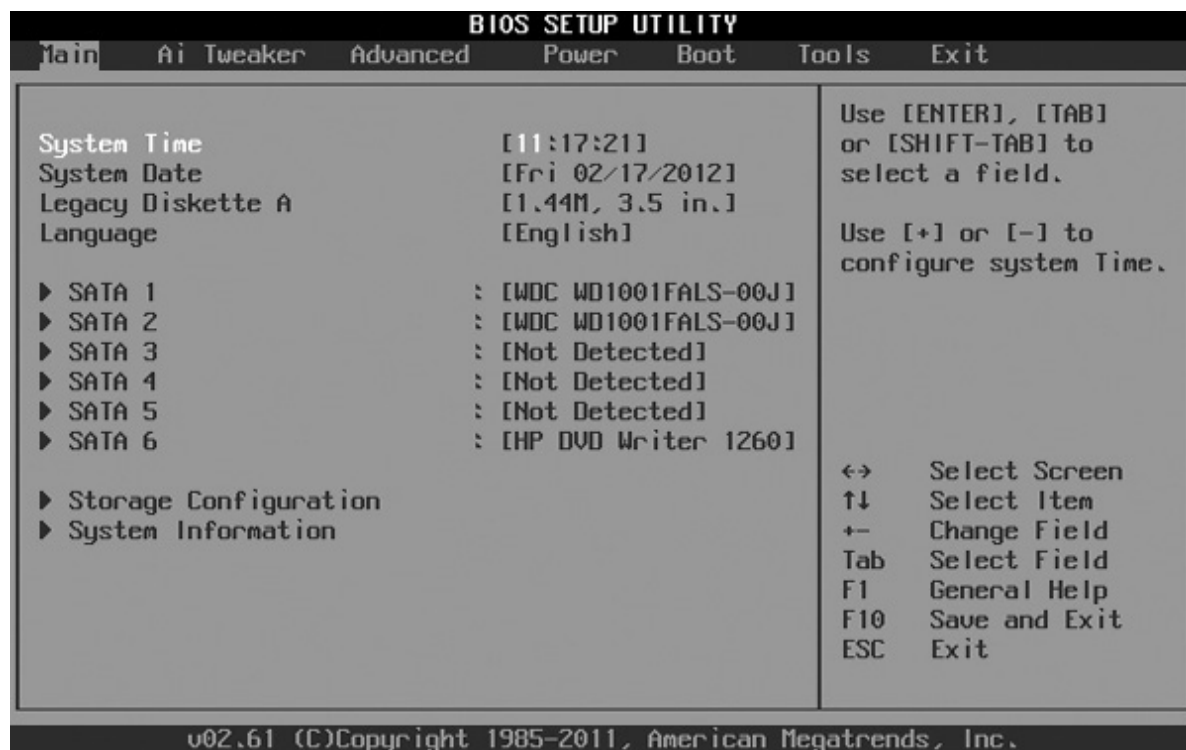 BIOS SETUP UTILITY
Main Ai Tweaker Advanced Power Boot Tools Exit
System Time [11:17:21]
System Date [Fri 02/17/2012]
Legacy Diskette A [1.44M, 3.5 in.]
Language [English]
▶ SATA 1 : [WDC WD1001FALS-00J]
▶ SATA 2 : [WDC WD1001FALS-00J]
▶ SATA 3 : [Not Detected]
▶ SATA 4 : [Not Detected]
▶ SATA 5 : [Not Detected]
▶ SATA 6 : [HP DVD Writer 1260]
▶ Storage Configuration
▶ System Information
Use [ENTER], [TAB]
or [SHIFT-TAB] to
select a field.
Use [+] or [-] to
configure system Time.
←→ Select Screen
↑↓ Select Item
+- Change Field
Tab Select Field
F1 General Help
F10 Save and Exit
ESC Exit
v02.61 (C)Copyright 1985-2011, American Megatrends, Inc.